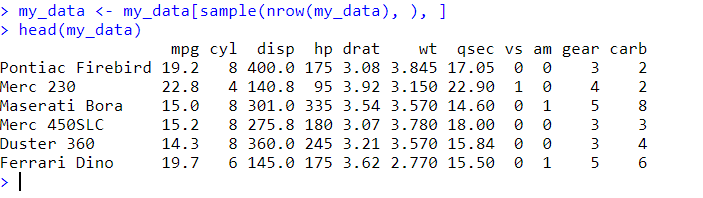 > my_data <- my_data[sample(nrow(my_data), ), ]
> head(my_data)
                  mpg cyl  disp  hp drat    wt  qsec vs am gear carb
Pontiac Firebird 19.2   8 400.0 175 3.08 3.845 17.05  0  0    3    2
Merc 230         22.8   4 140.8  95 3.92 3.150 22.90  1  0    4    2
Maserati Bora    15.0   8 301.0 335 3.54 3.570 14.60  0  1    5    8
Merc 450SLC      15.2   8 275.8 180 3.07 3.780 18.00  0  0    3    3
Duster 360       14.3   8 360.0 245 3.21 3.570 15.84  0  0    3    4
Ferrari Dino     19.7   6 145.0 175 3.62 2.770 15.50  0  1    5    6
>